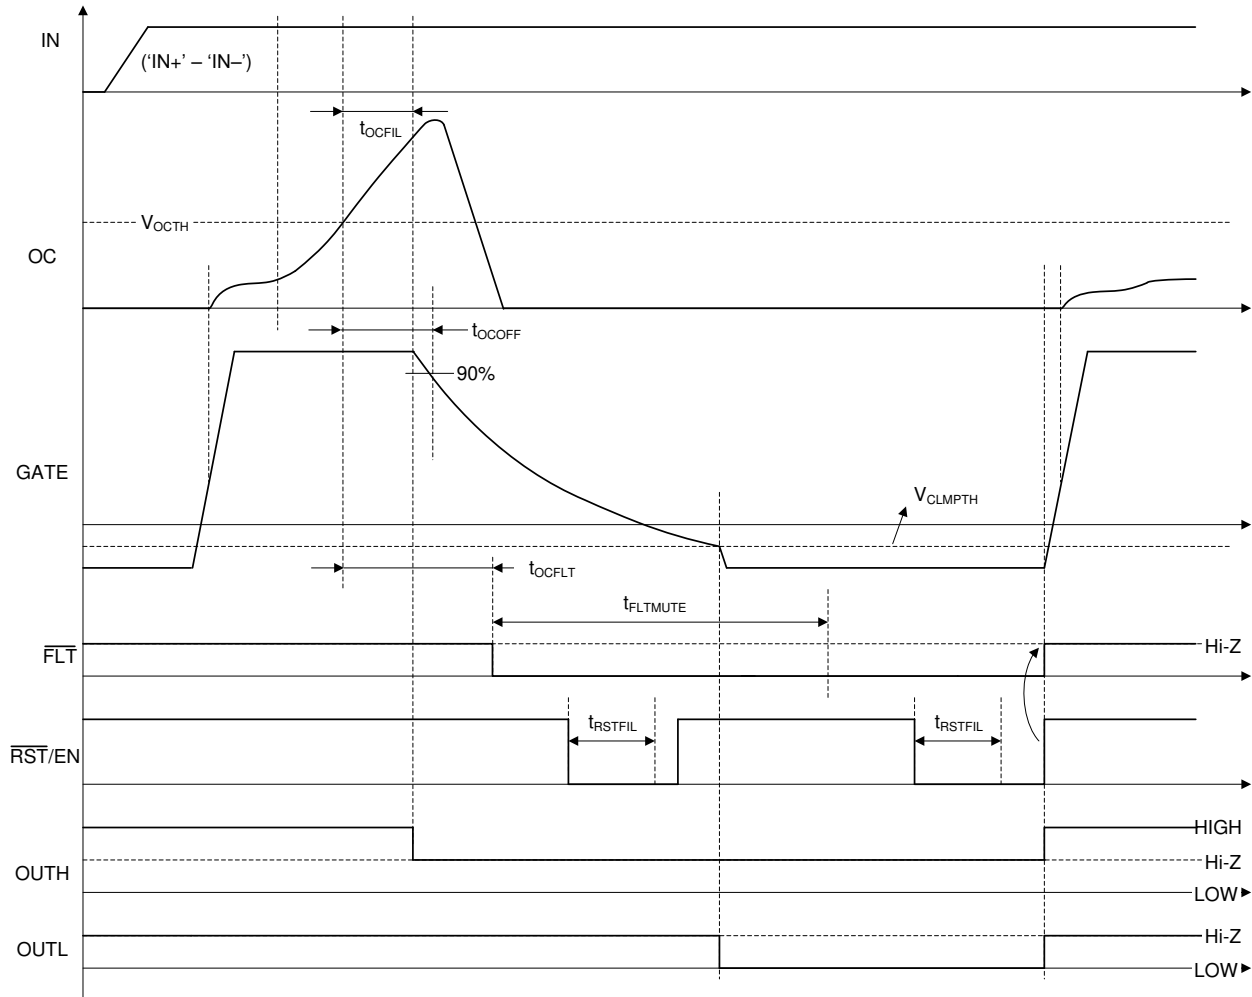 IN
('IN+' – 'IN–')
tOCFIL
VOCTH
OC
tOCOFF
90%
GATE
VCLMPTH
tOCFLT
tFLTMUTE
FLT
Hi-Z
tRSTFIL
tRSTFIL
RST/EN
HIGH
OUTH
Hi-Z
LOW
OUTL
Hi-Z
LOW